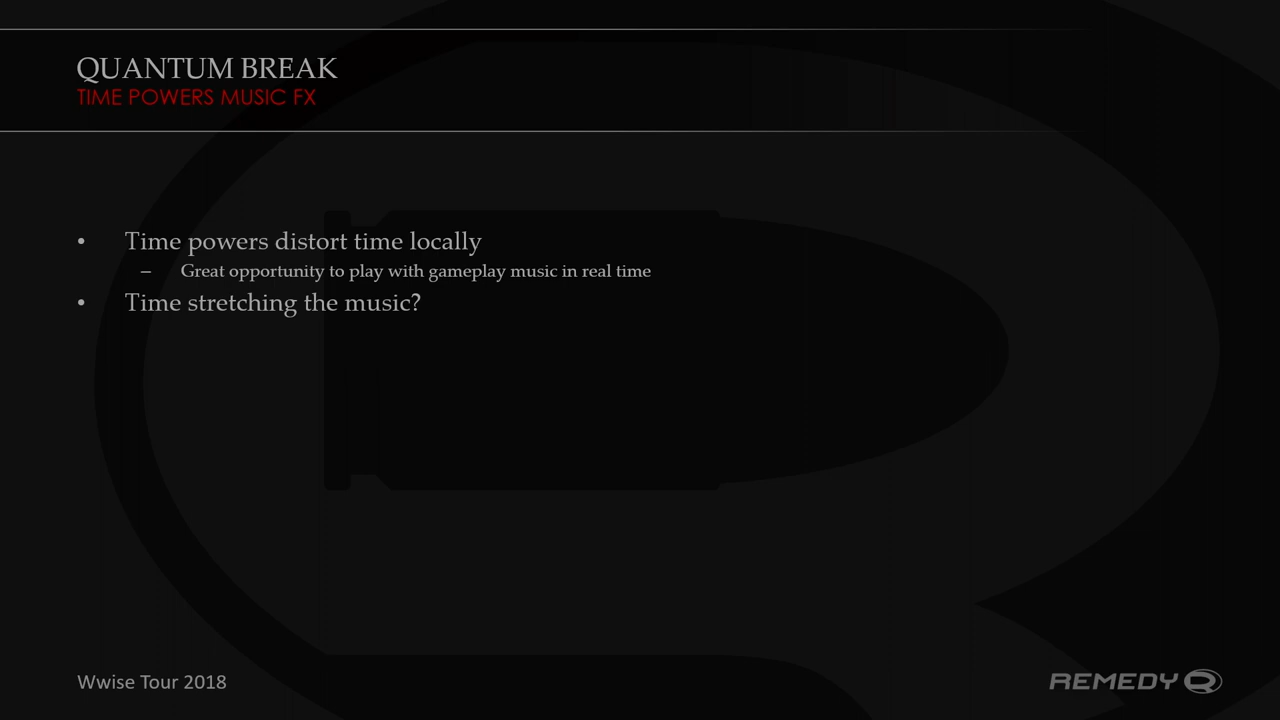 QUANTUM BREAK
TIME POWERS MUSIC FX
• Time powers distort time locally
– Great opportunity to play with gameplay music in real time
• Time stretching the music?
Wwise Tour 2018
REMEDY